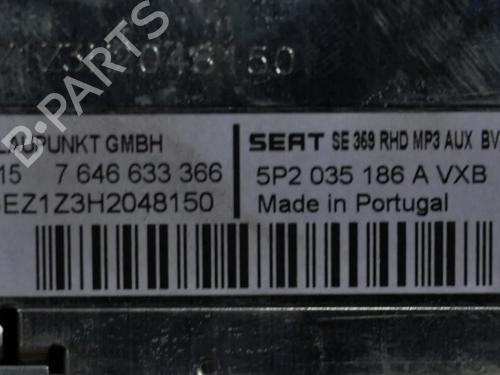 LAUPUNKT GMBH
15 7 646 633 366
EZ1Z3H2048150
SEAT SE 369 RHD MP3 AUX BV
5P2 035 186 A VXB
Made in Portugal
B-PARTS